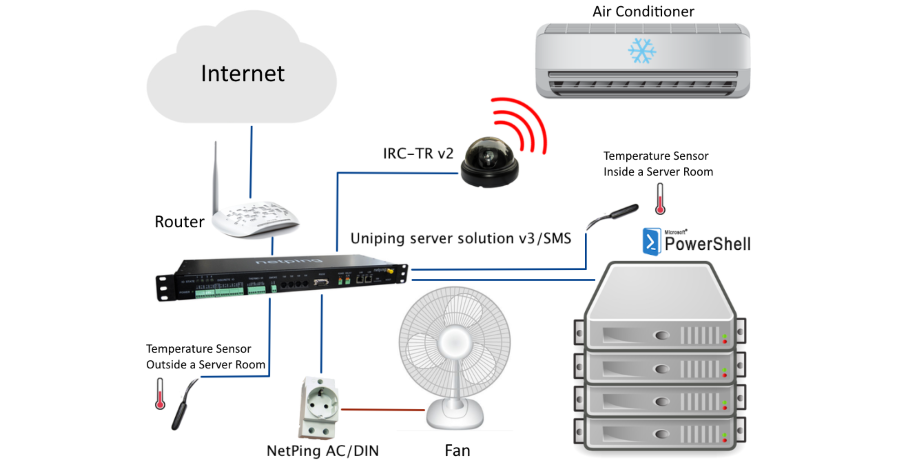 Air Conditioner
Internet
IRC-TR v2
Temperature Sensor
Inside a Server Room
Router
Uniping server solution v3/SMS
Microsoft®
PowerShell
netping
Temperature Sensor
Outside a Server Room
NetPing AC/DIN
Fan